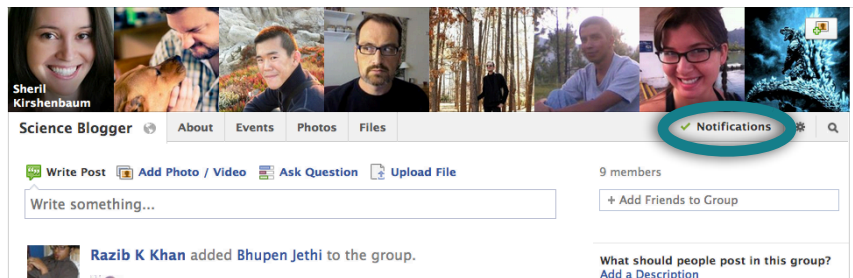 Sheril
Kirshenbaum
Science Blogger About Events Photos Files ✓ Notifications
Write Post Add Photo / Video Ask Question Upload File
9 members
Write something...
+ Add Friends to Group
Razib K Khan added Bhupen Jethi to the group.
What should people post in this group?
Add a Description